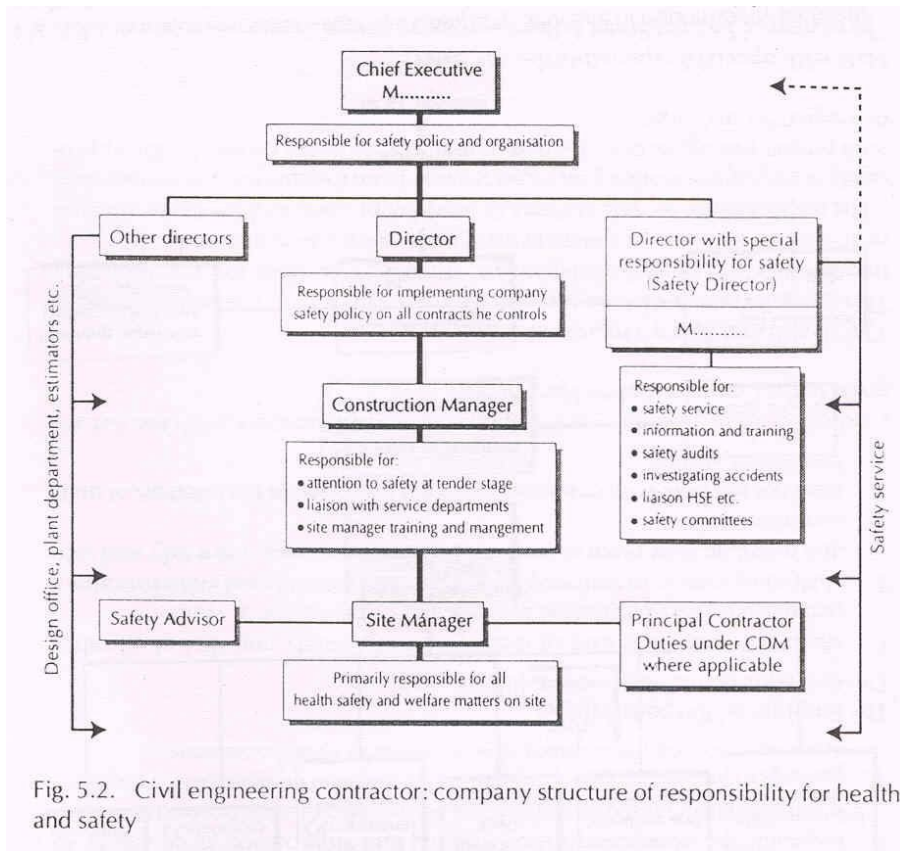 Chief Executive
M..........
Responsible for safety policy and organisation
Other directors
Director
Director with special
responsibility for safety
(Safety Director)
M..........
Responsible for implementing company
safety policy on all contracts he controls
Responsible for:
• safety service
• information and training
• safety audits
• investigating accidents
• liaison HSE etc.
• safety committees
Construction Manager
Responsible for:
• attention to safety at tender stage
• liaison with service departments
• site manager training and mangement
Design office, plant department, estimators etc.
Safety service
Safety Advisor
Site Manager
Principal Contractor
Duties under CDM
where applicable
Primarily responsible for all
health safety and welfare matters on site
Fig. 5.2. Civil engineering contractor: company structure of responsibility for health
and safety